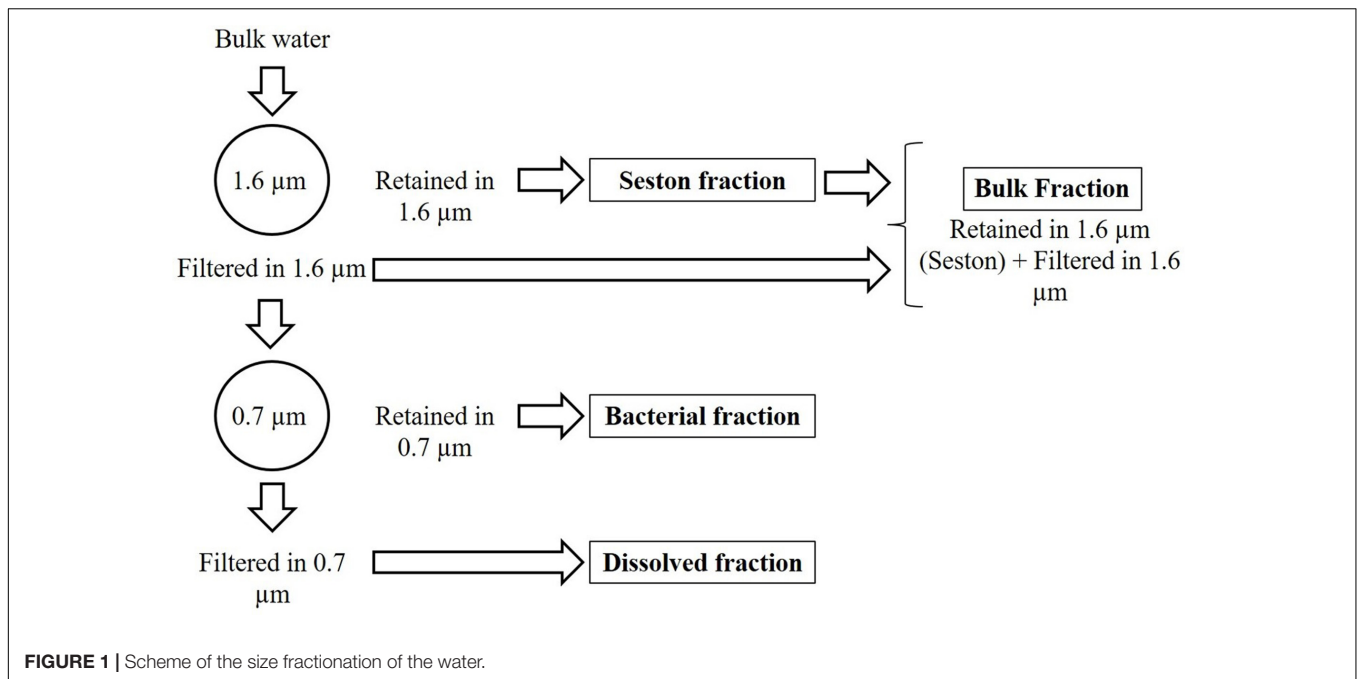 Bulk water
1.6 µm
Retained in
1.6 µm
Seston fraction
Bulk Fraction
Retained in 1.6 µm
(Seston) + Filtered in 1.6
µm
Filtered in 1.6 µm
0.7 µm
Retained in
0.7 µm
Bacterial fraction
Filtered in 0.7
µm
Dissolved fraction
FIGURE 1 | Scheme of the size fractionation of the water.